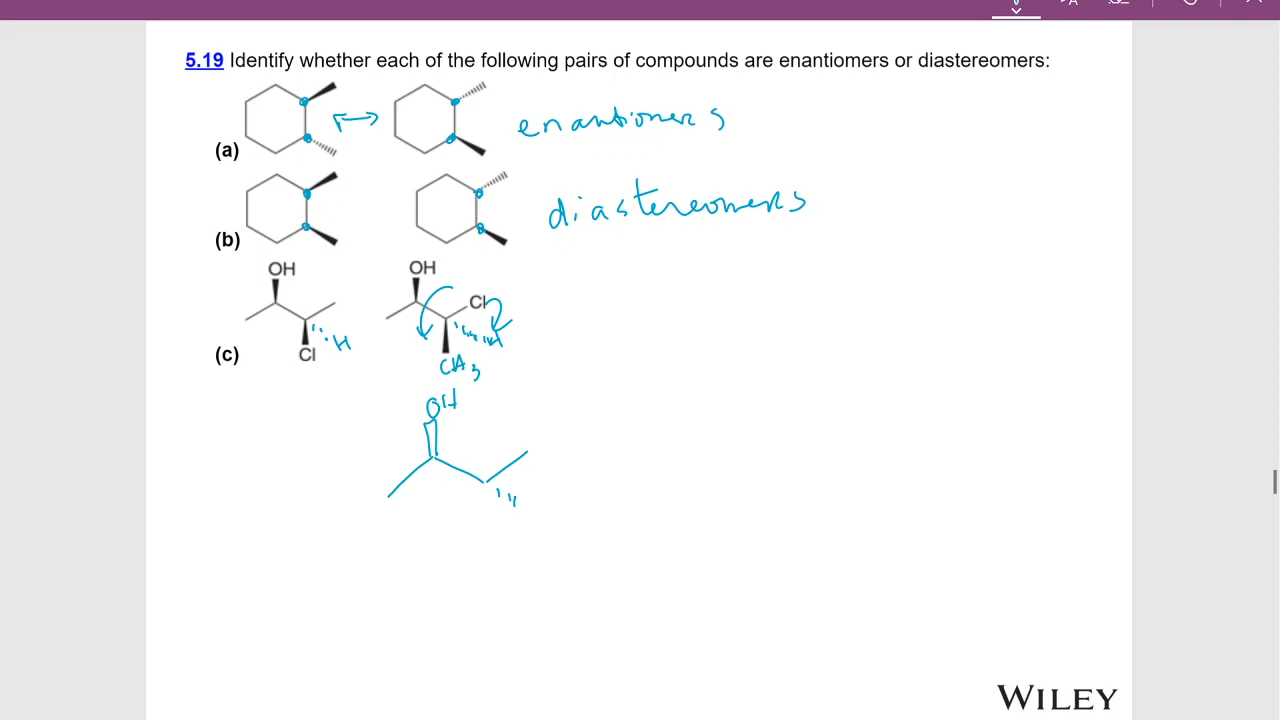 5.19 Identify whether each of the following pairs of compounds are enantiomers or diastereomers:
(a) enantiomers
(b) diastereomers
OH OH
Cl
H H
(c) Cl
CH3
OH
WILEY